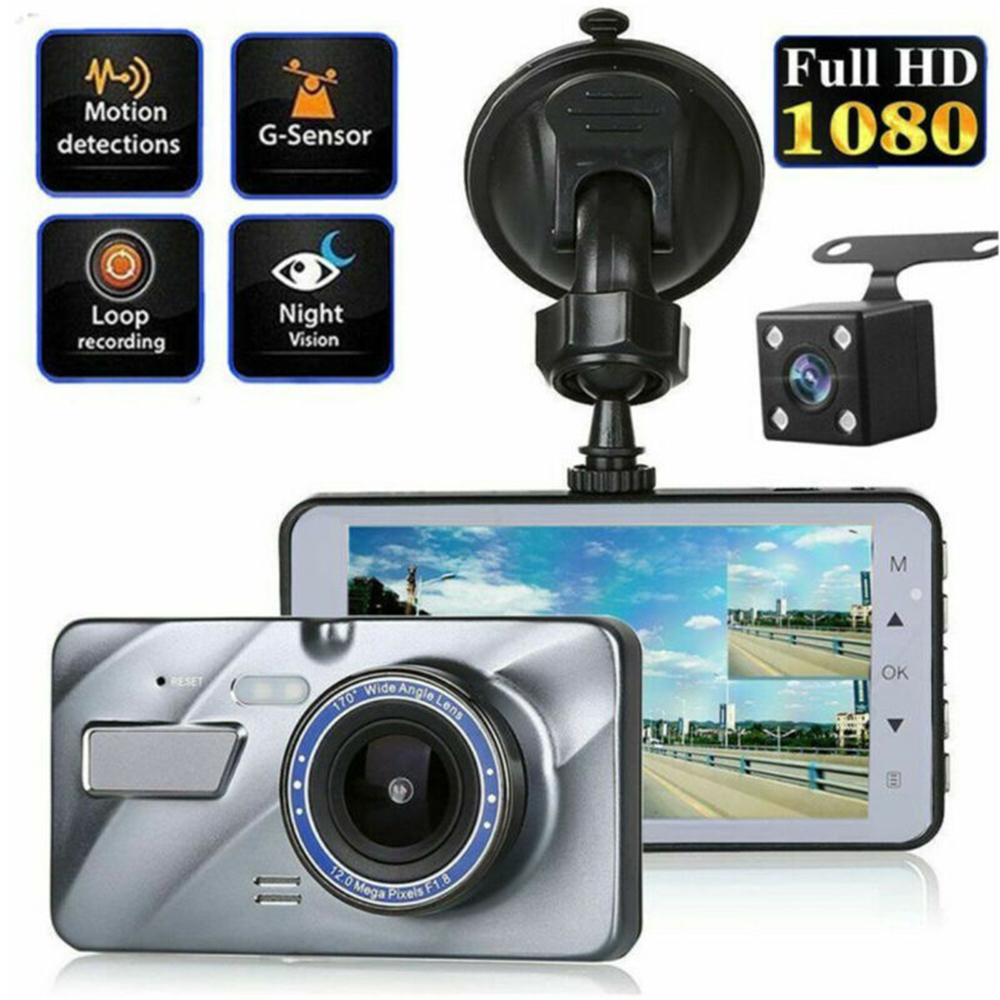 Motion
detections
G-Sensor
Full HD
1080
Loop
recording
Night
Vision
M
OK
RESET
170° Wide Angle Lens
12.0 Mega Pixels F1.8